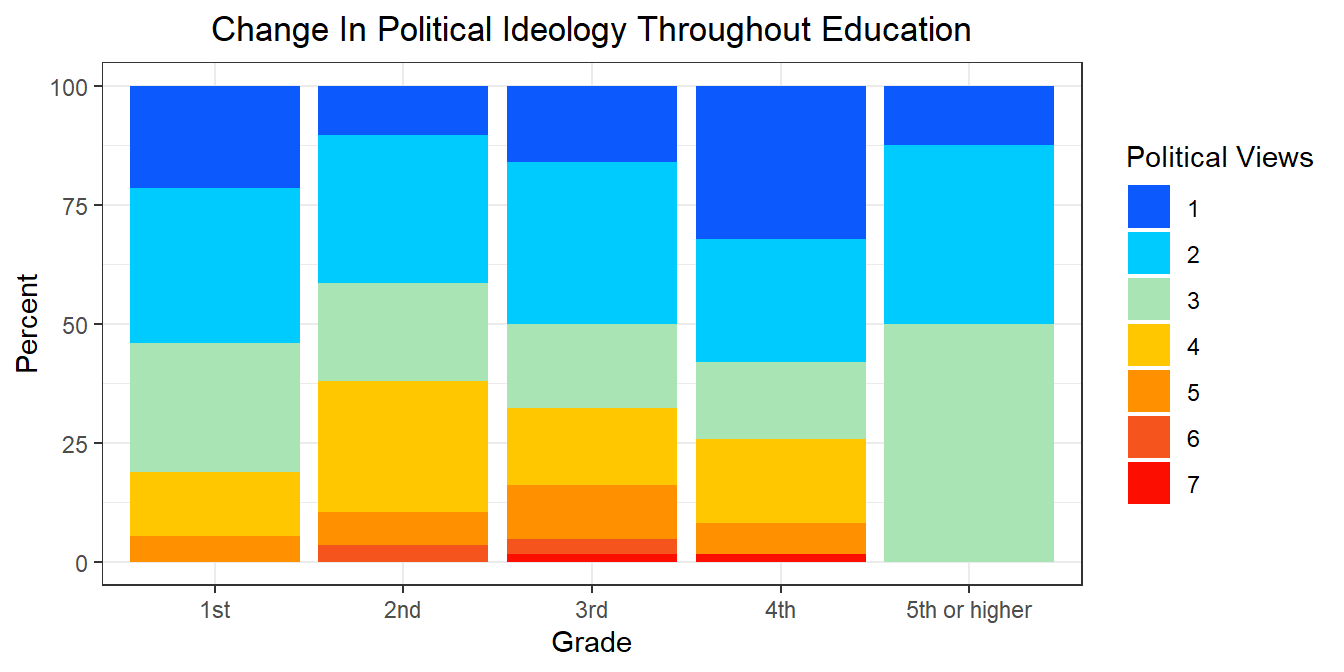 Change In Political Ideology Throughout Education
100
75
50
25
0
Percent
1st 2nd 3rd 4th 5th or higher
Grade
Political Views
1
2
3
4
5
6
7